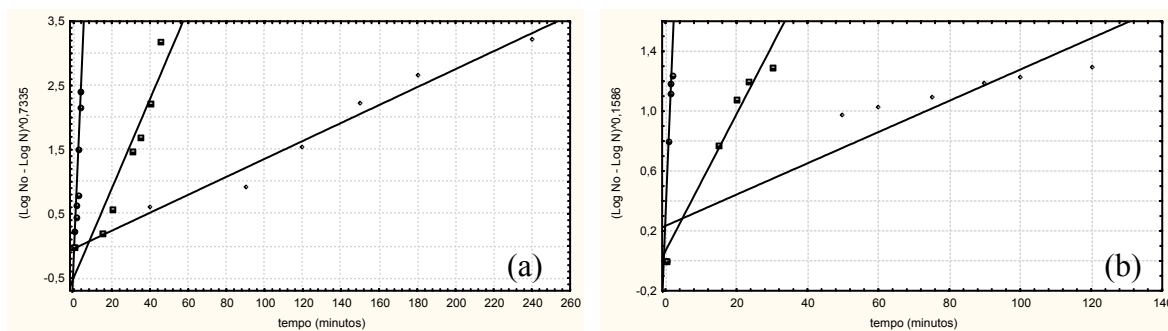 3,5
2,5
1,5
0,5
-0,5
(Log No - Log N)^0,7335
0 20 40 60 80 100 120 140 160 180 200 220 240 260
tempo (minutos)
(a)
1,4
1,0
0,6
0,2
-0,2
(Log No - Log N)^0,1586
0 20 40 60 80 100 120 140
tempo (minutos)
(b)